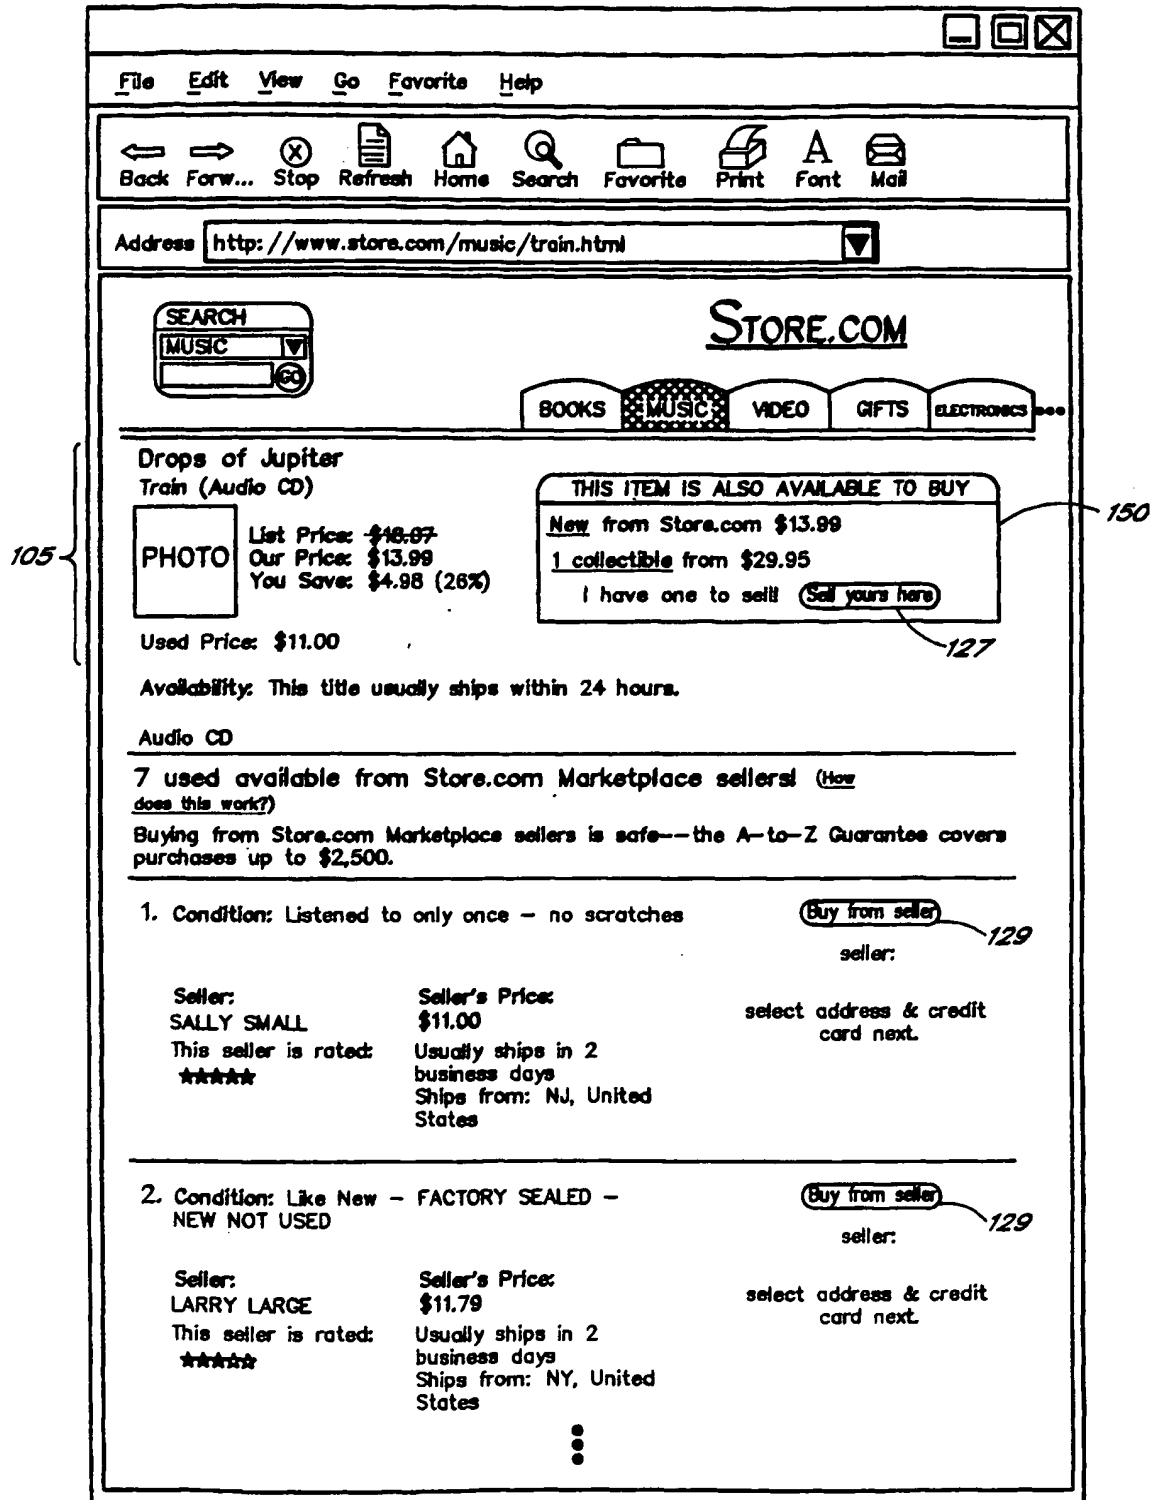 File Edit View Go Favorite Help
Back Forw... Stop Refresh Home Search Favorite Print Font Mail
Address http://www.store.com/music/train.html
SEARCH
MUSIC
GO
STORE.COM
BOOKS MUSIC VIDEO GIFTS ELECTRONICS
Drops of Jupiter
Train (Audio CD)
PHOTO
List Price: $18.97
Our Price: $13.99
You Save: $4.98 (26%)
Used Price: $11.00
105
THIS ITEM IS ALSO AVAILABLE TO BUY
New from Store.com $13.99
1 collectible from $29.95
I have one to sell! Sell yours here
150
127
Availability: This title usually ships within 24 hours.
Audio CD
7 used available from Store.com Marketplace sellers! (How
does this work?)
Buying from Store.com Marketplace sellers is safe--the A-to-Z Guarantee covers
purchases up to $2,500.
1. Condition: Listened to only once - no scratches
Buy from seller
129
seller:
Seller:
SALLY SMALL
This seller is rated:
Seller's Price:
$11.00
Usually ships in 2
business days
Ships from: NJ, United
States
select address & credit
card next.
2. Condition: Like New - FACTORY SEALED -
NEW NOT USED
Buy from seller
129
seller:
Seller:
LARRY LARGE
This seller is rated:
Seller's Price:
$11.79
Usually ships in 2
business days
Ships from: NY, United
States
select address & credit
card next.